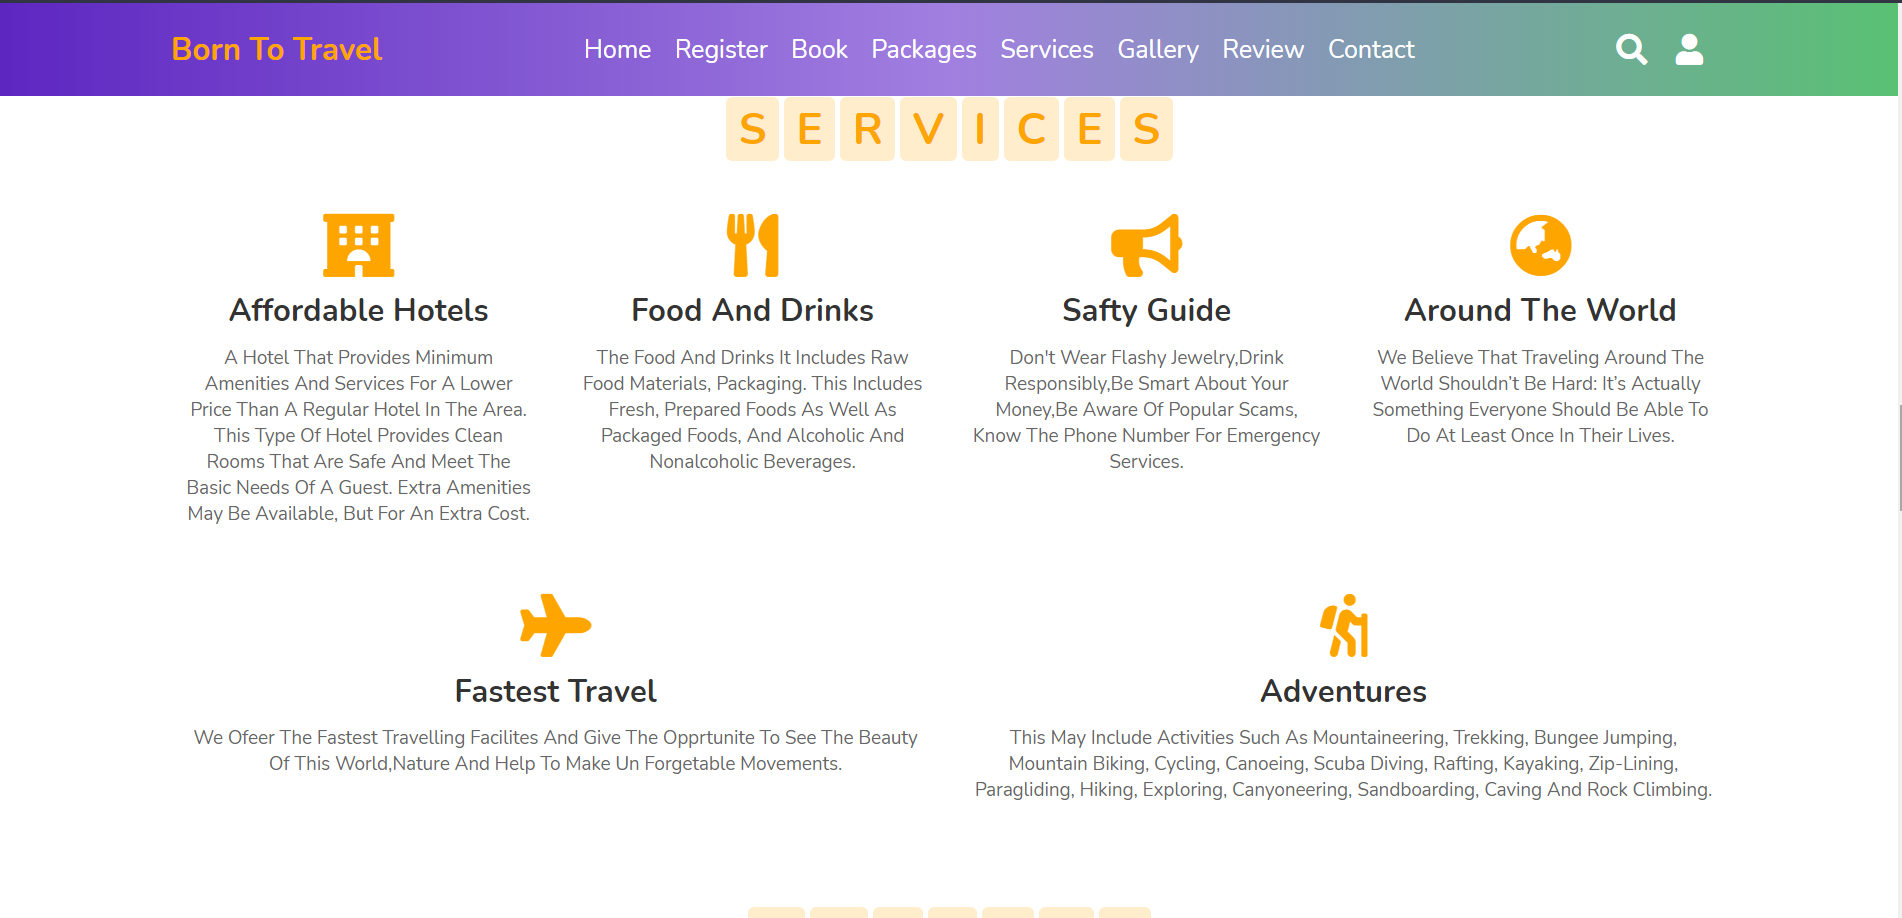 Born To Travel
Home Register Book Packages Services Gallery Review Contact
SERVICES
Affordable Hotels
A Hotel That Provides Minimum
Amenities And Services For A Lower
Price Than A Regular Hotel In The Area.
This Type Of Hotel Provides Clean
Rooms That Are Safe And Meet The
Basic Needs Of A Guest. Extra Amenities
May Be Available, But For An Extra Cost.
Food And Drinks
The Food And Drinks It Includes Raw
Food Materials, Packaging. This Includes
Fresh, Prepared Foods As Well As
Packaged Foods, And Alcoholic And
Nonalcoholic Beverages.
Safty Guide
Don't Wear Flashy Jewelry,Drink
Responsibly,Be Smart About Your
Money,Be Aware Of Popular Scams,
Know The Phone Number For Emergency
Services.
Around The World
We Believe That Traveling Around The
World Shouldn’t Be Hard: It’s Actually
Something Everyone Should Be Able To
Do At Least Once In Their Lives.
Fastest Travel
We Ofeer The Fastest Travelling Facilites And Give The Opprtunite To See The Beauty
Of This World,Nature And Help To Make Un Forgetable Movements.
Adventures
This May Include Activities Such As Mountaineering, Trekking, Bungee Jumping,
Mountain Biking, Cycling, Canoeing, Scuba Diving, Rafting, Kayaking, Zip-Lining,
Paragliding, Hiking, Exploring, Canyoneering, Sandboarding, Caving And Rock Climbing.